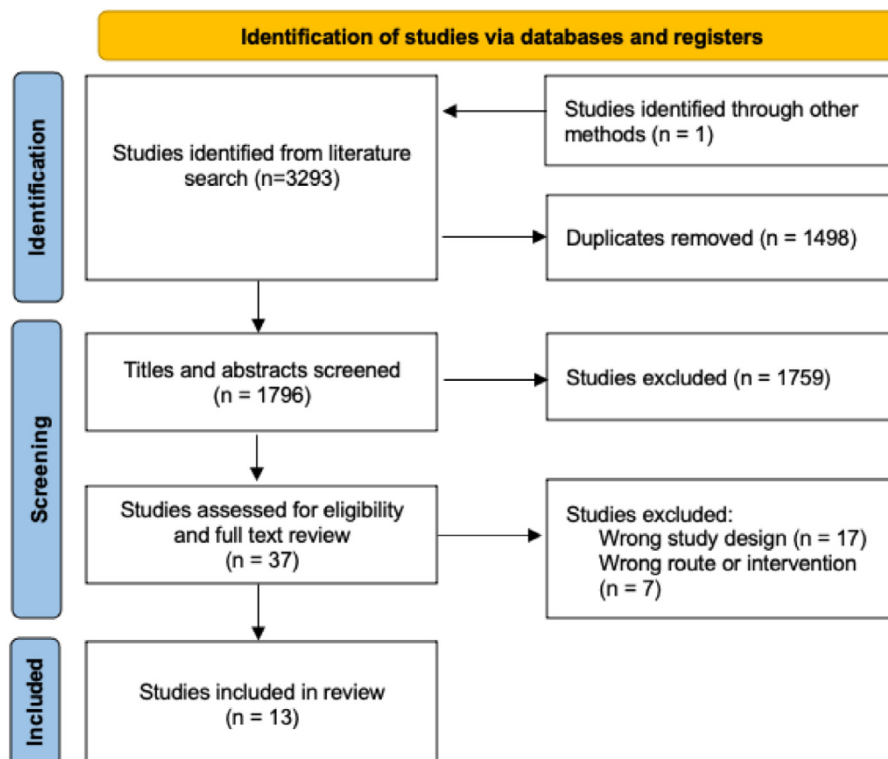 Identification of studies via databases and registers
Identification
Studies identified from literature
search (n=3293)
Studies identified through other
methods (n = 1)
Duplicates removed (n = 1498)
Screening
Titles and abstracts screened
(n = 1796)
Studies excluded (n = 1759)
Studies assessed for eligibility
and full text review
(n = 37)
Studies excluded:
Wrong study design (n = 17)
Wrong route or intervention
(n = 7)
Included
Studies included in review
(n = 13)